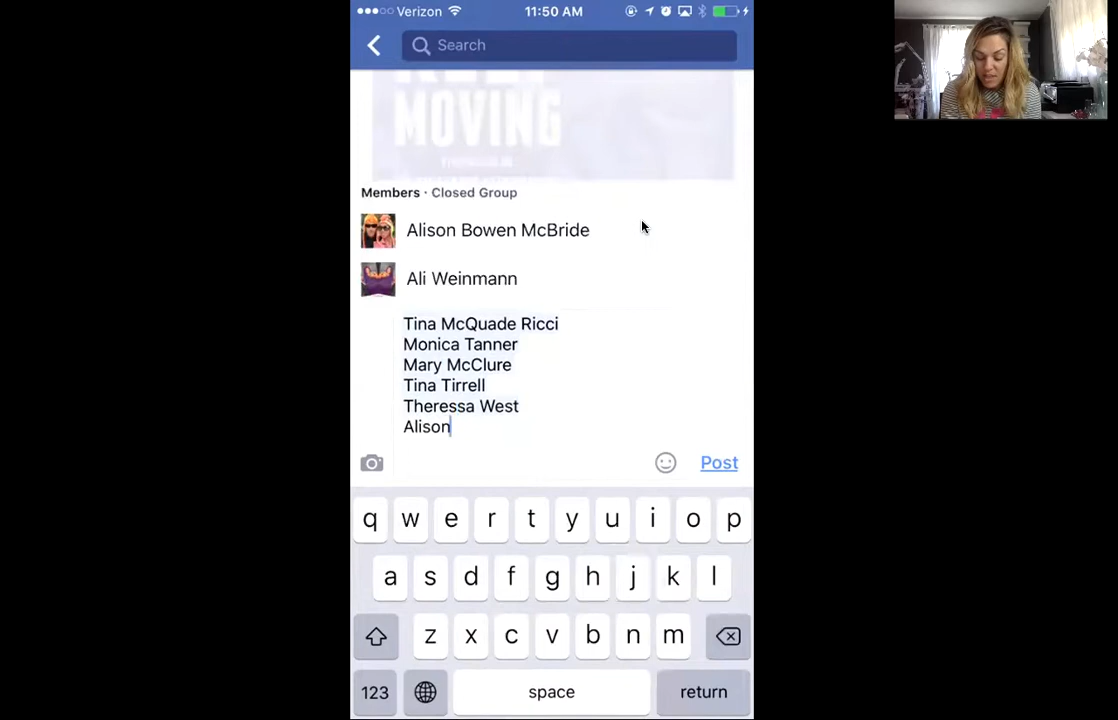 Verizon
11:50 AM
Search
MOVING
Members · Closed Group
Alison Bowen McBride
Ali Weinmann
Tina McQuade Ricci
Monica Tanner
Mary McClure
Tina Tirrell
Theressa West
Alison
Post
q w e r t y u i o p
a s d f g h j k l
z x c v b n m
123
space
return